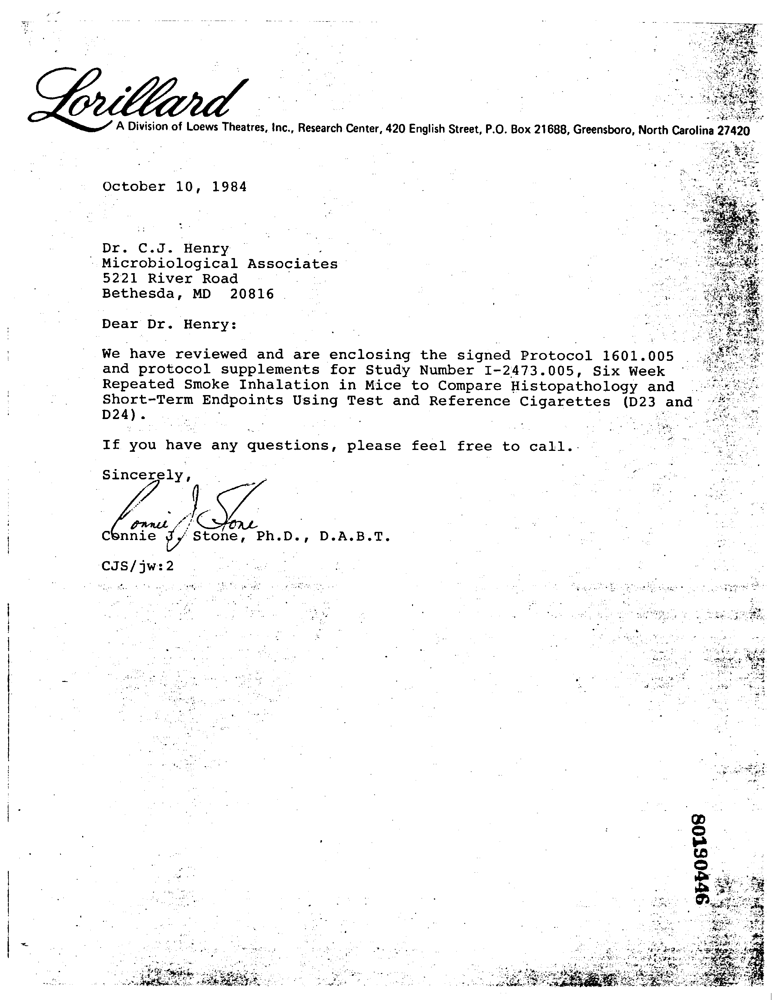 Lorillard
A Division of Loews Theatres, Inc., Research Center, 420 English Street, P.O. Box 21688, Greensboro, North Carolina 27420
October 10, 1984
Dr. C.J. Henry
Microbiological Associates
5221 River Road
Bethesda, MD 20816
Dear Dr. Henry:
We have reviewed and are enclosing the signed Protocol 1601.005
and protocol supplements for Study Number I-2473.005, Six Week
Repeated Smoke Inhalation in Mice to Compare Histopathology and
Short-Term Endpoints Using Test and Reference Cigarettes (D23 and
D24).
If you have any questions, please feel free to call.
Sincerely,
Connie J Stone
Connie J. Stone, Ph.D., D.A.B.T.
CJS/jw:2
80190446